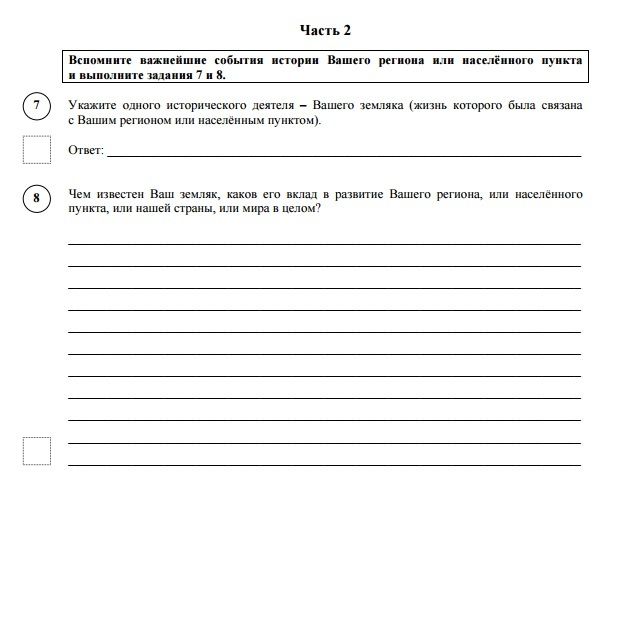 Часть 2
Вспомните важнейшие события истории Вашего региона или населённого пункта
и выполните задания 7 и 8.
7
Укажите одного исторического деятеля – Вашего земляка (жизнь которого была связана
с Вашим регионом или населённым пунктом).
Ответ:
8
Чем известен Ваш земляк, каков его вклад в развитие Вашего региона, или населённого
пункта, или нашей страны, или мира в целом?